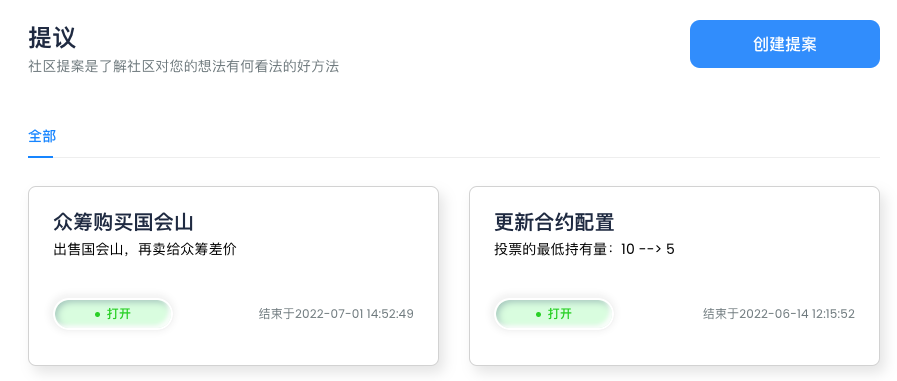 提议
创建提案
社区提案是了解社区对您的想法有何看法的好方法
全部
众筹购买国会山
出售国会山，再卖给众筹差价
打开
结束于2022-07-01 14:52:49
更新合约配置
投票的最低持有量：10 --> 5
打开
结束于2022-06-14 12:15:52